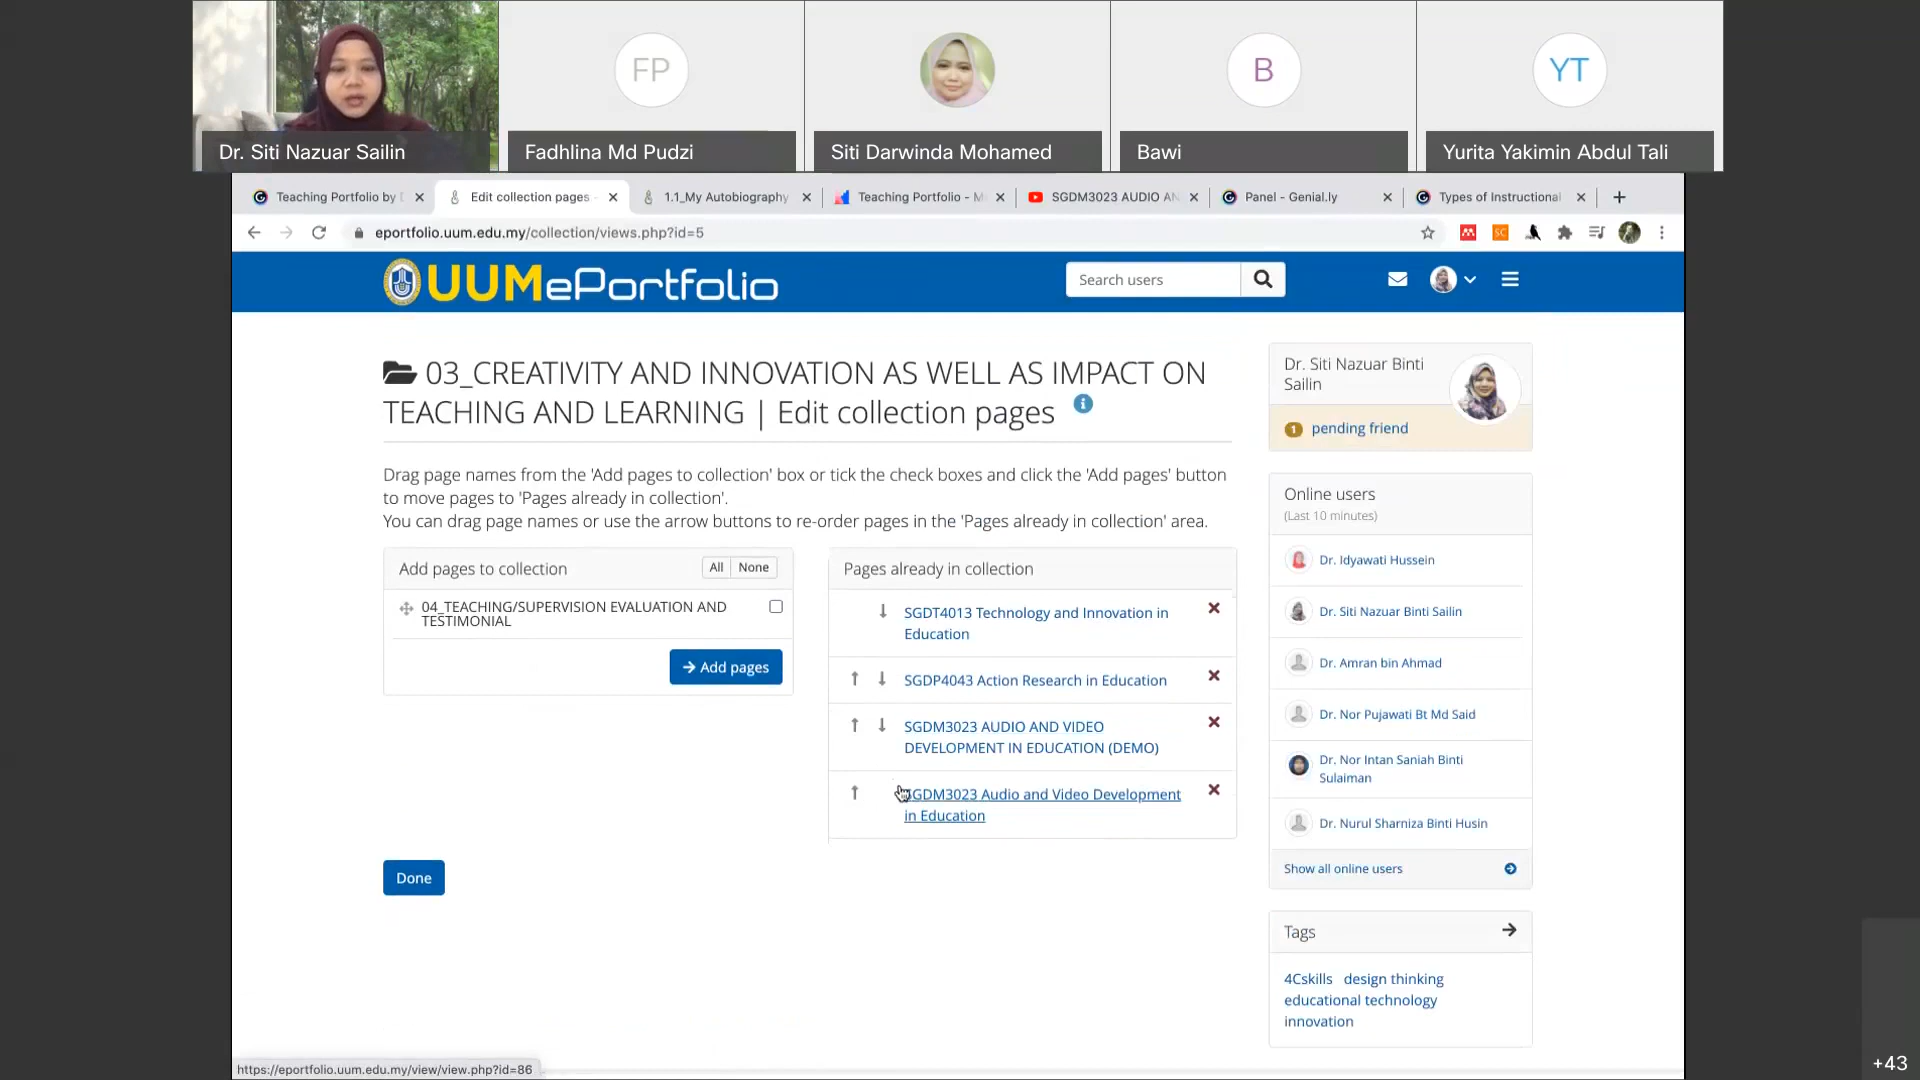 FP
B
YT
Dr. Siti Nazuar Sailin
Fadhlina Md Pudzi
Siti Darwinda Mohamed
Bawi
Yurita Yakimin Abdul Tali
Teaching Portfolio by
Edit collection pages -
1.1_My Autobiography
Teaching Portfolio - M
SGDM3023 AUDIO AN
Panel - Genial.ly
Types of Instructional
eportfolio.uum.edu.my/collection/views.php?id=5
SC
UUMePortfolio
Search users
03_CREATIVITY AND INNOVATION AS WELL AS IMPACT ON
TEACHING AND LEARNING | Edit collection pages
Drag page names from the 'Add pages to collection' box or tick the check boxes and click the 'Add pages' button
to move pages to 'Pages already in collection'.
You can drag page names or use the arrow buttons to re-order pages in the 'Pages already in collection' area.
Add pages to collection
All
None
04_TEACHING/SUPERVISION EVALUATION AND
TESTIMONIAL
Add pages
Pages already in collection
SGDT4013 Technology and Innovation in
Education
SGDP4043 Action Research in Education
SGDM3023 AUDIO AND VIDEO
DEVELOPMENT IN EDUCATION (DEMO)
SGDM3023 Audio and Video Development
in Education
Done
Dr. Siti Nazuar Binti
Sailin
1 pending friend
Online users
(Last 10 minutes)
Dr. Idyawati Hussein
Dr. Siti Nazuar Binti Sailin
Dr. Amran bin Ahmad
Dr. Nor Pujawati Bt Md Said
Dr. Nor Intan Saniah Binti
Sulaiman
Dr. Nurul Sharniza Binti Husin
Show all online users
Tags
4Cskills design thinking
educational technology
innovation
https://eportfolio.uum.edu.my/view/view.php?id=86
+43